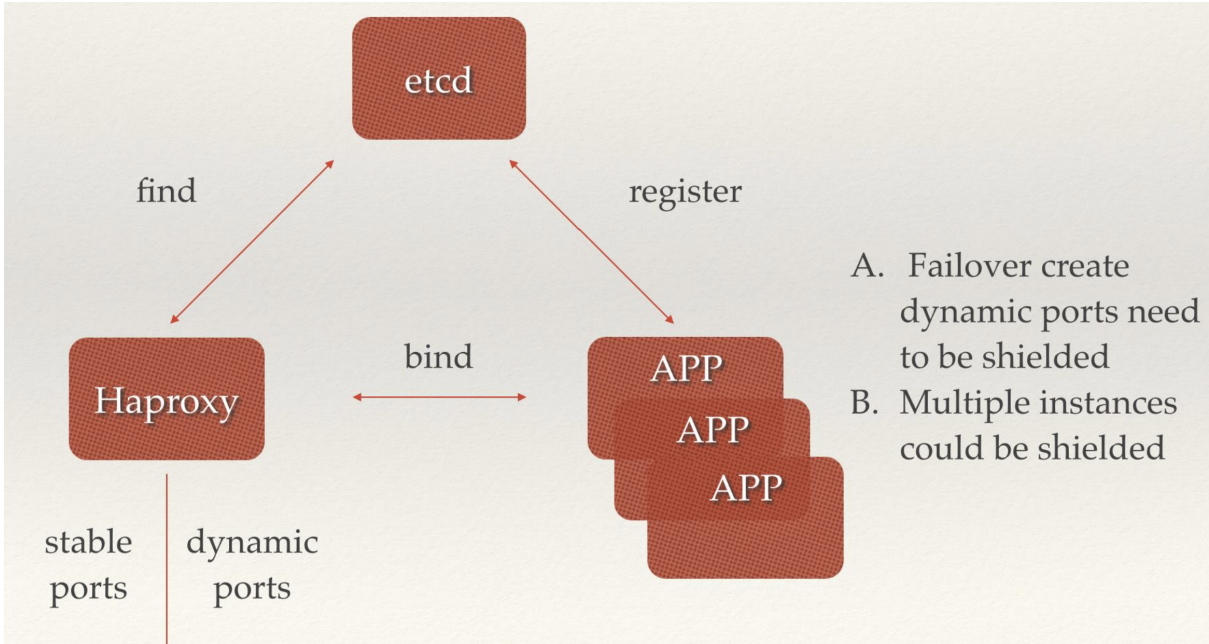 etcd
find
register
A. Failover create
dynamic ports need
to be shielded
B. Multiple instances
could be shielded
bind
Haproxy
APP
APP
APP
stable
ports
dynamic
ports